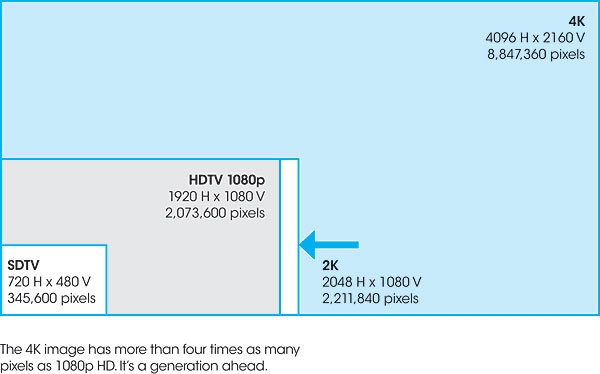 4K
4096 H x 2160 V
8,847,360 pixels
HDTV 1080p
1920 H x 1080 V
2,073,600 pixels
SDTV
720 H x 480 V
345,600 pixels
2K
2048 H x 1080 V
2,211,840 pixels
The 4K image has more than four times as many
pixels as 1080p HD. It's a generation ahead.